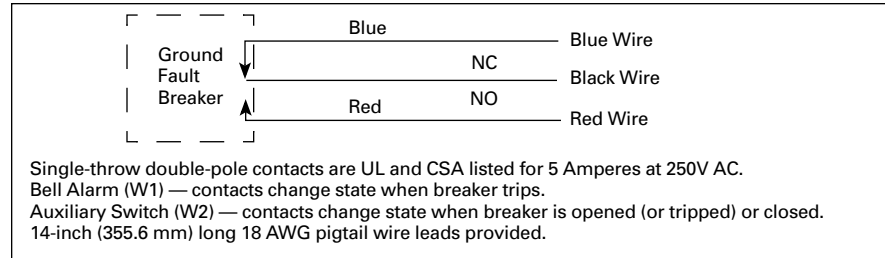 Blue
Blue Wire
Ground
Fault
Breaker
NC
Black Wire
NO
Red
Red Wire
Single-throw double-pole contacts are UL and CSA listed for 5 Amperes at 250V AC.
Bell Alarm (W1) — contacts change state when breaker trips.
Auxiliary Switch (W2) — contacts change state when breaker is opened (or tripped) or closed.
14-inch (355.6 mm) long 18 AWG pigtail wire leads provided.